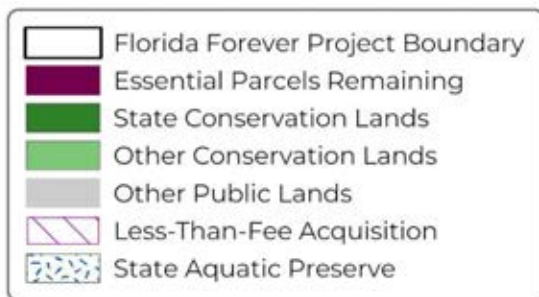 Florida Forever Project Boundary
Essential Parcels Remaining
State Conservation Lands
Other Conservation Lands
Other Public Lands
Less-Than-Fee Acquisition
State Aquatic Preserve